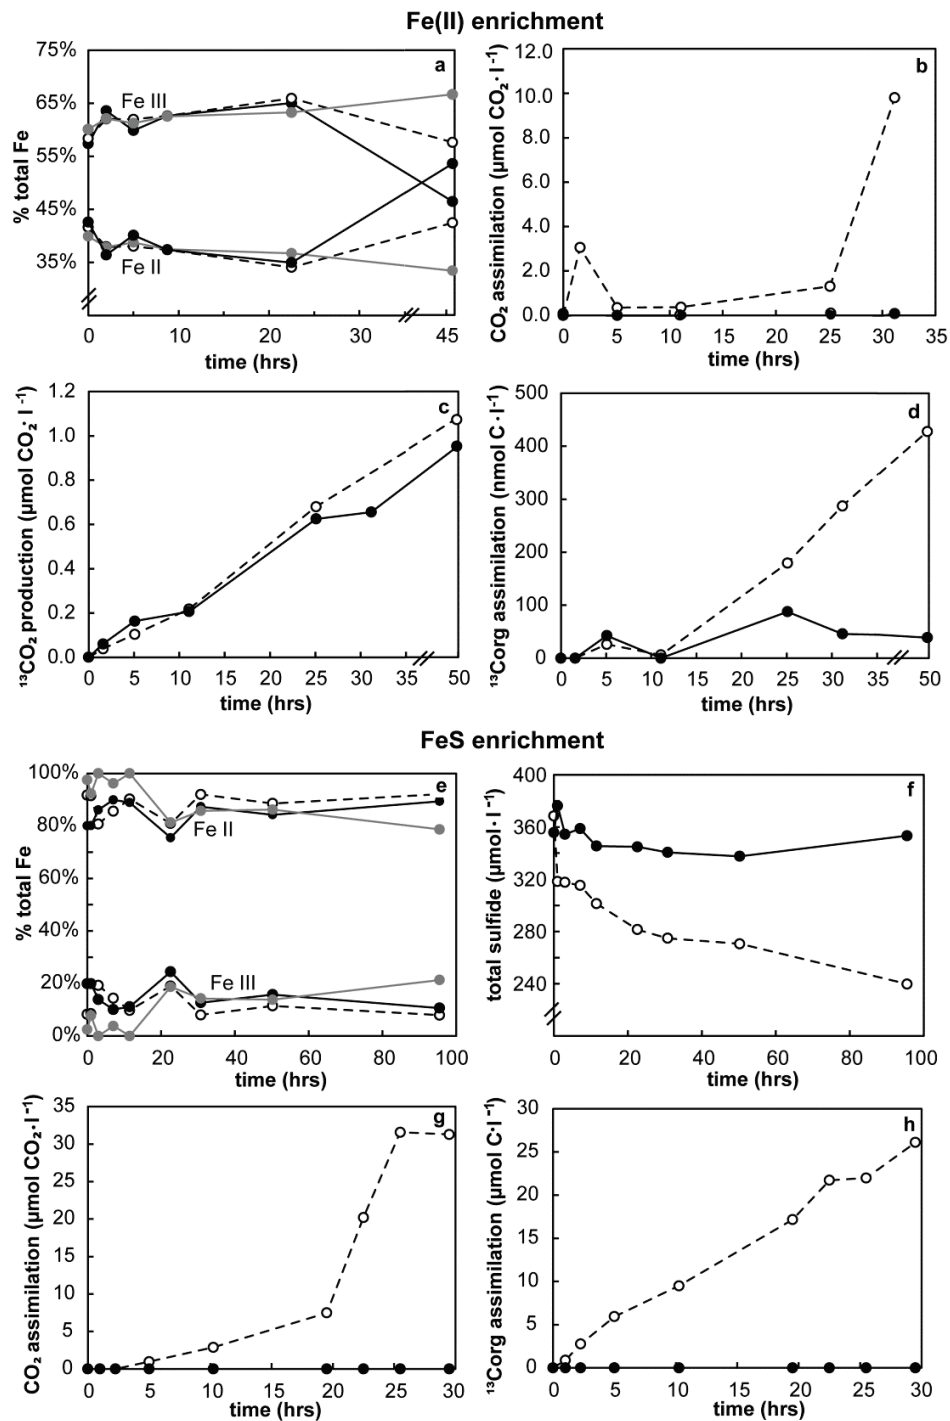 Fe(II) enrichment
a
75%
65%
55%
45%
35%
% total Fe
Fe III
Fe II
0 10 20 30 45
time (hrs)
b
12.0
10.0
8.0
6.0
4.0
2.0
0.0
CO₂ assimilation (µmol CO₂· l⁻¹)
0 5 10 15 20 25 30 35
time (hrs)
c
1.2
1.0
0.8
0.6
0.4
0.2
0.0
¹³CO₂ production (µmol CO₂· l⁻¹)
0 5 10 15 20 25 30 35 50
time (hrs)
d
500
400
300
200
100
0
¹³Corg assimilation (nmol C·l⁻¹)
0 5 10 15 20 25 30 35 50
time (hrs)
FeS enrichment
e
100%
80%
60%
40%
20%
0%
% total Fe
Fe II
Fe III
0 20 40 60 80 100
time (hrs)
f
400
360
320
280
240
total sulfide (µmol·l⁻¹)
0 20 40 60 80 100
time (hrs)
g
35
30
25
20
15
10
5
0
CO₂ assimilation (µmol CO₂·l⁻¹)
0 5 10 15 20 25 30
time (hrs)
h
30
25
20
15
10
5
0
¹³Corg assimilation (µmol C·l⁻¹)
0 5 10 15 20 25 30
time (hrs)